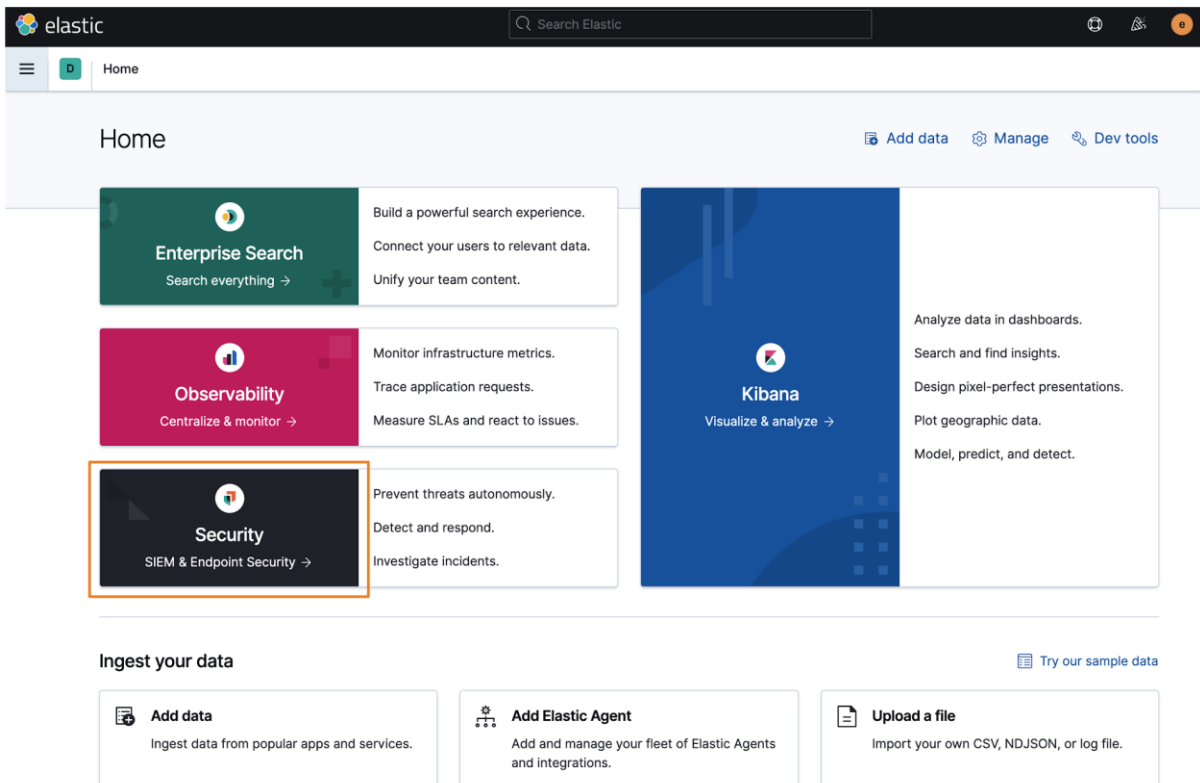 elastic
Search Elastic
e
D
Home
Home
Add data
Manage
Dev tools
Enterprise Search
Search everything →
Build a powerful search experience.
Connect your users to relevant data.
Unify your team content.
Observability
Centralize & monitor →
Monitor infrastructure metrics.
Trace application requests.
Measure SLAs and react to issues.
Security
SIEM & Endpoint Security →
Prevent threats autonomously.
Detect and respond.
Investigate incidents.
Kibana
Visualize & analyze →
Analyze data in dashboards.
Search and find insights.
Design pixel-perfect presentations.
Plot geographic data.
Model, predict, and detect.
Ingest your data
Try our sample data
Add data
Ingest data from popular apps and services.
Add Elastic Agent
Add and manage your fleet of Elastic Agents
and integrations.
Upload a file
Import your own CSV, NDJSON, or log file.